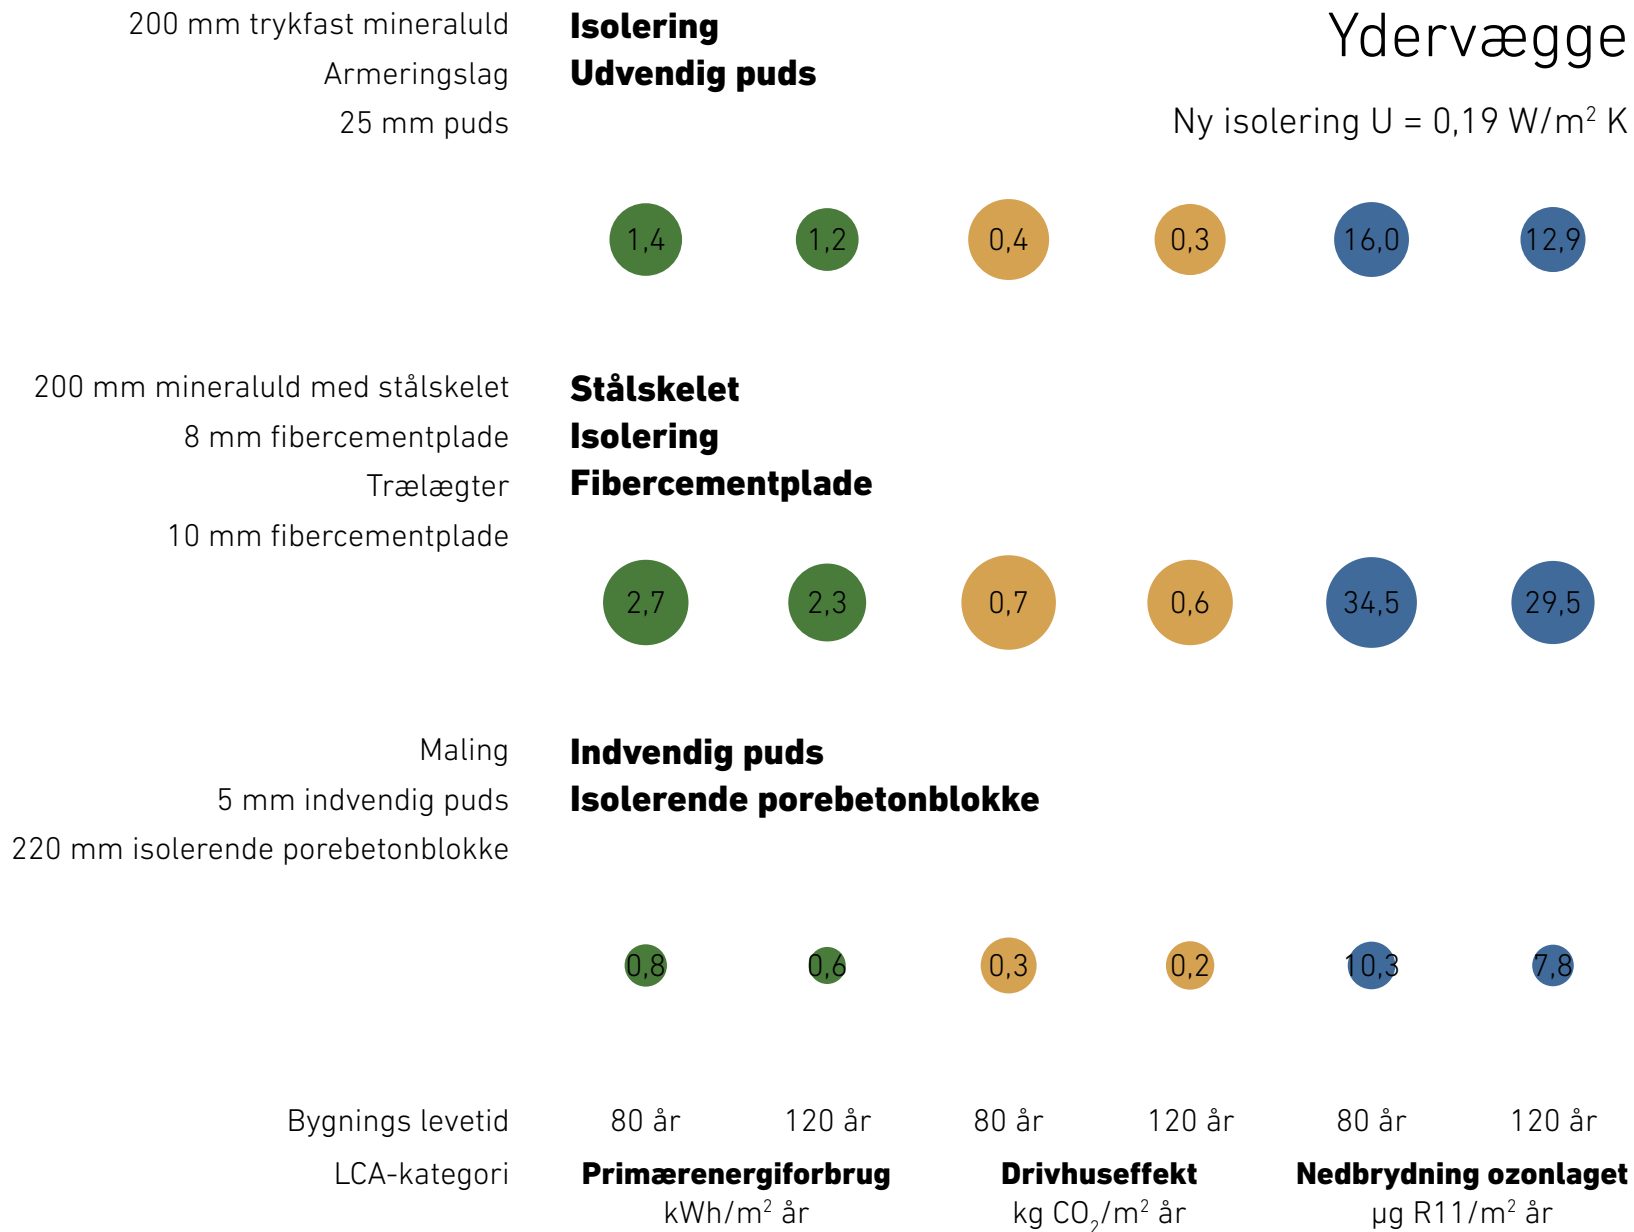 Ydervægge
Ny isolering U = 0,19 W/m² K
200 mm trykfast mineraluld
Armeringslag
25 mm puds
Isolering
Udvendig puds
1,4 1,2 0,4 0,3 16,0 12,9
200 mm mineraluld med stålskelet
8 mm fibercementplade
Trælægter
10 mm fibercementplade
Stålskelet
Isolering
Fibercementplade
2,7 2,3 0,7 0,6 34,5 29,5
Maling
5 mm indvendig puds
220 mm isolerende porebetonblokke
Indvendig puds
Isolerende porebetonblokke
0,8 0,6 0,3 0,2 10,3 7,8
Bygnings levetid 80 år 120 år 80 år 120 år 80 år 120 år
LCA-kategori Primærenergiforbrug Drivhuseffekt Nedbrydning ozonlaget
kWh/m² år kg CO₂/m² år µg R11/m² år